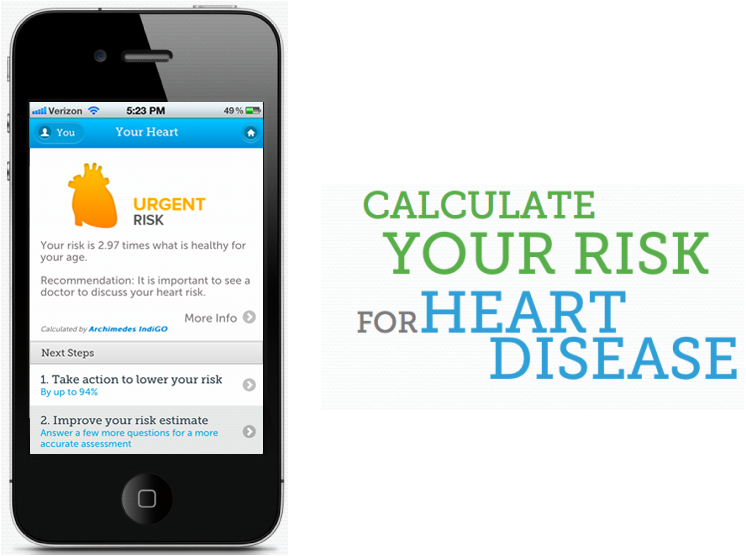 Verizon 5:23 PM 49%
You Your Heart
URGENT
RISK
Your risk is 2.97 times what is healthy for
your age.
Recommendation: It is important to see a
doctor to discuss your heart risk.
More Info
Calculated by Archimedes IndiGO
Next Steps
1. Take action to lower your risk
By up to 94%
2. Improve your risk estimate
Answer a few more questions for a more
accurate assessment
CALCULATE
YOUR RISK
FOR HEART
DISEASE